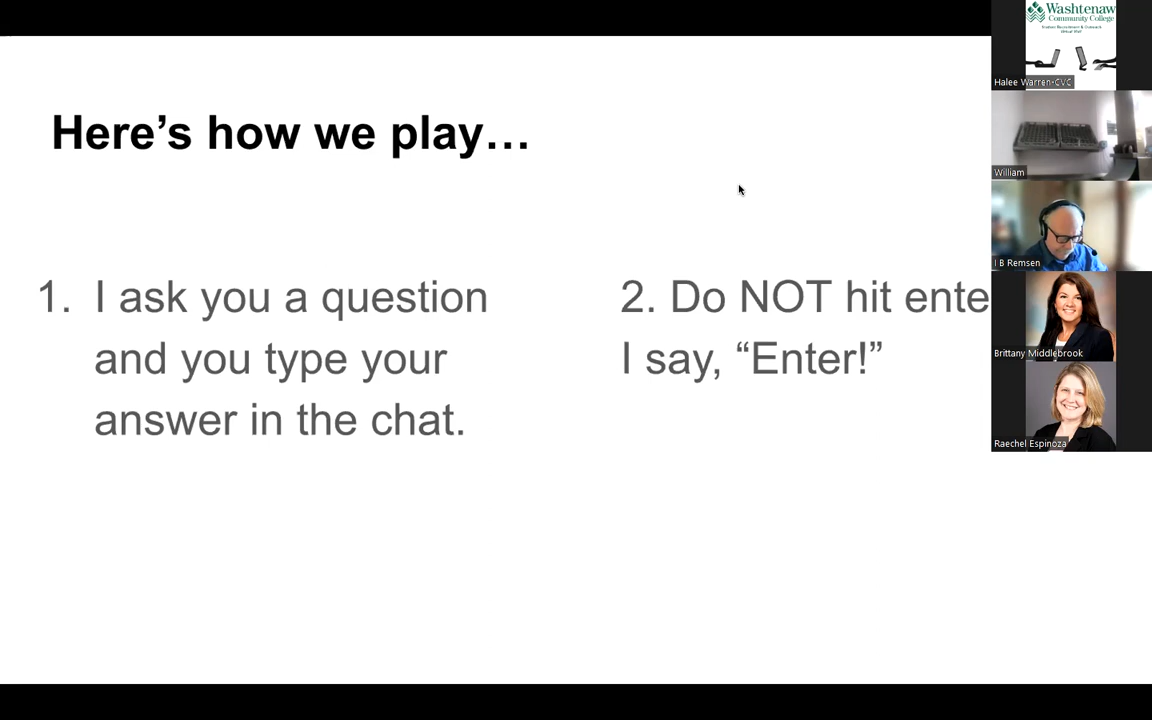 Here’s how we play…
1. I ask you a question
and you type your
answer in the chat.
2. Do NOT hit ente
I say, “Enter!”
Washtenaw
Community College
Halee Warren-CVC
William
I B Remsen
Brittany Middlebrook
Raechel Espinoza